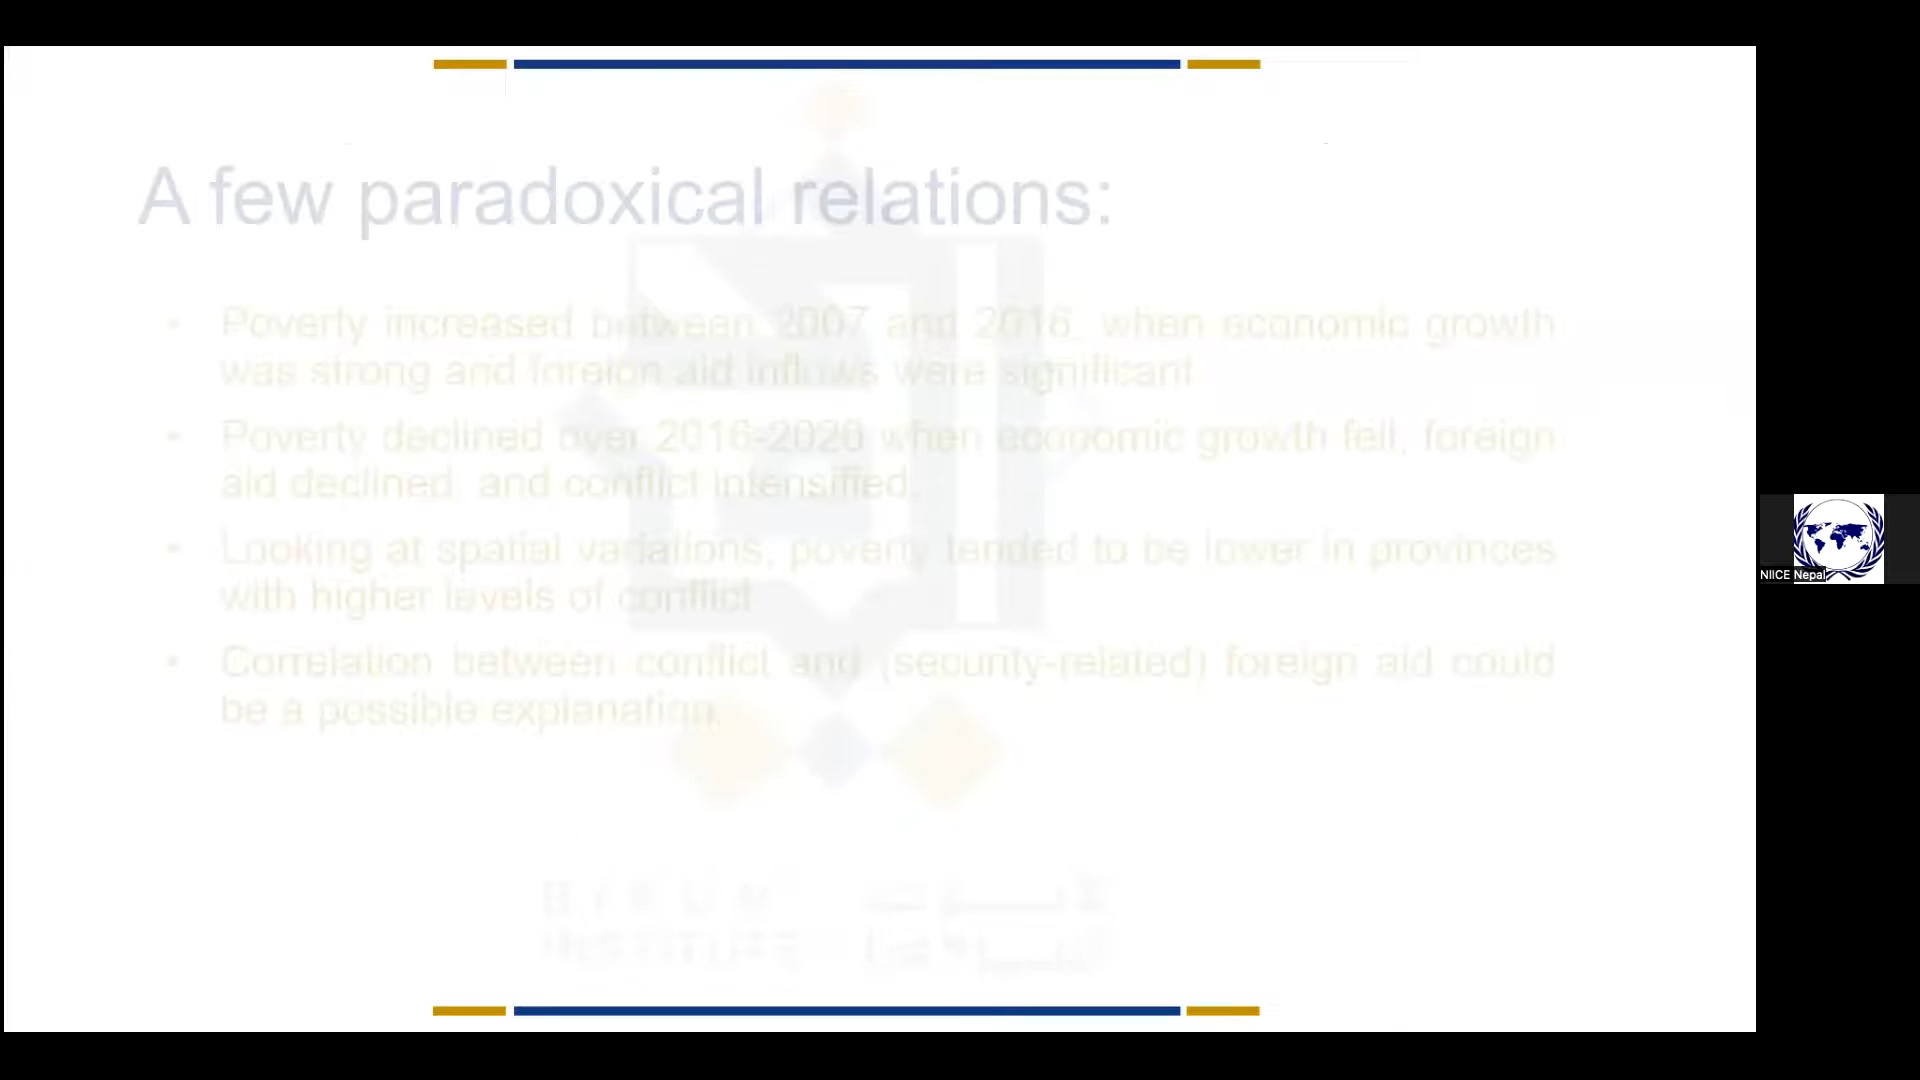 A few paradoxical relations:
• Poverty increased between 2007 and 2016, when economic growth
was strong and foreign aid inflows were significant
• Poverty declined over 2016-2020 when economic growth fell, foreign
aid declined, and conflict intensified.
• Looking at spatial variations, poverty tended to be lower in provinces
with higher levels of conflict
• Correlation between conflict and (security-related) foreign aid could
be a possible explanation.
NIICE Nepal
INSTITUTE